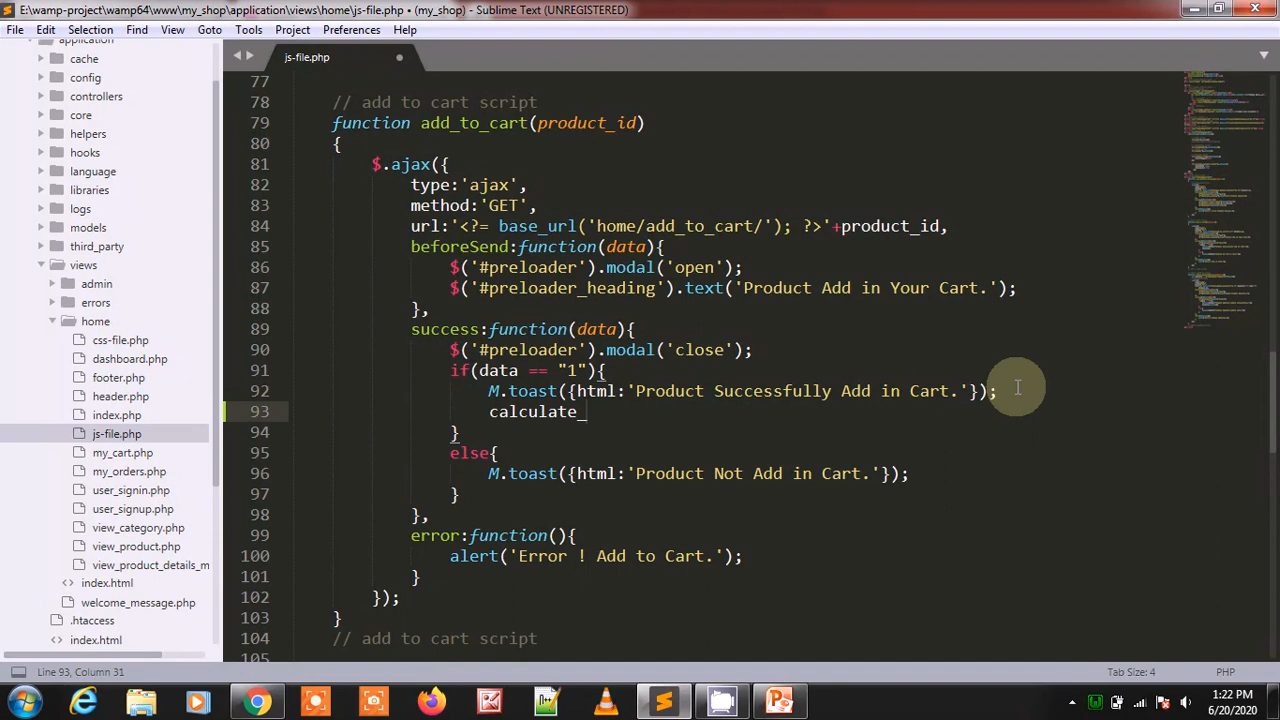 E:\wamp-project\wamp64\www\my_shop\application\views\home\js-file.php • (my_shop) - Sublime Text (UNREGISTERED)
File Edit Selection Find View Goto Tools Project Preferences Help
application
cache
config
controllers
core
helpers
hooks
language
libraries
logs
models
third_party
views
admin
errors
home
css-file.php
dashboard.php
footer.php
header.php
index.php
js-file.php
my_cart.php
my_orders.php
user_signin.php
user_signup.php
view_category.php
view_product.php
view_product_details_m
index.html
welcome_message.php
.htaccess
index.html
js-file.php
77
78 // add to cart script
79 function add_to_cart(product_id)
80 {
81 $.ajax({
82 type:'ajax',
83 method:'GET',
84 url:'<?= base_url('home/add_to_cart/'); ?>'+product_id,
85 beforeSend:function(data){
86 $('#preloader').modal('open');
87 $('#preloader_heading').text('Product Add in Your Cart.');
88 },
89 success:function(data){
90 $('#preloader').modal('close');
91 if(data == "1"){
92 M.toast({html:'Product Successfully Add in Cart.'});
93 calculate_
94 }
95 else{
96 M.toast({html:'Product Not Add in Cart.'});
97 }
98 },
99 error:function(){
100 alert('Error ! Add to Cart.');
101 }
102 });
103 }
104 // add to cart script
105
Line 93, Column 31
Tab Size: 4
PHP
1:22 PM
6/20/2020